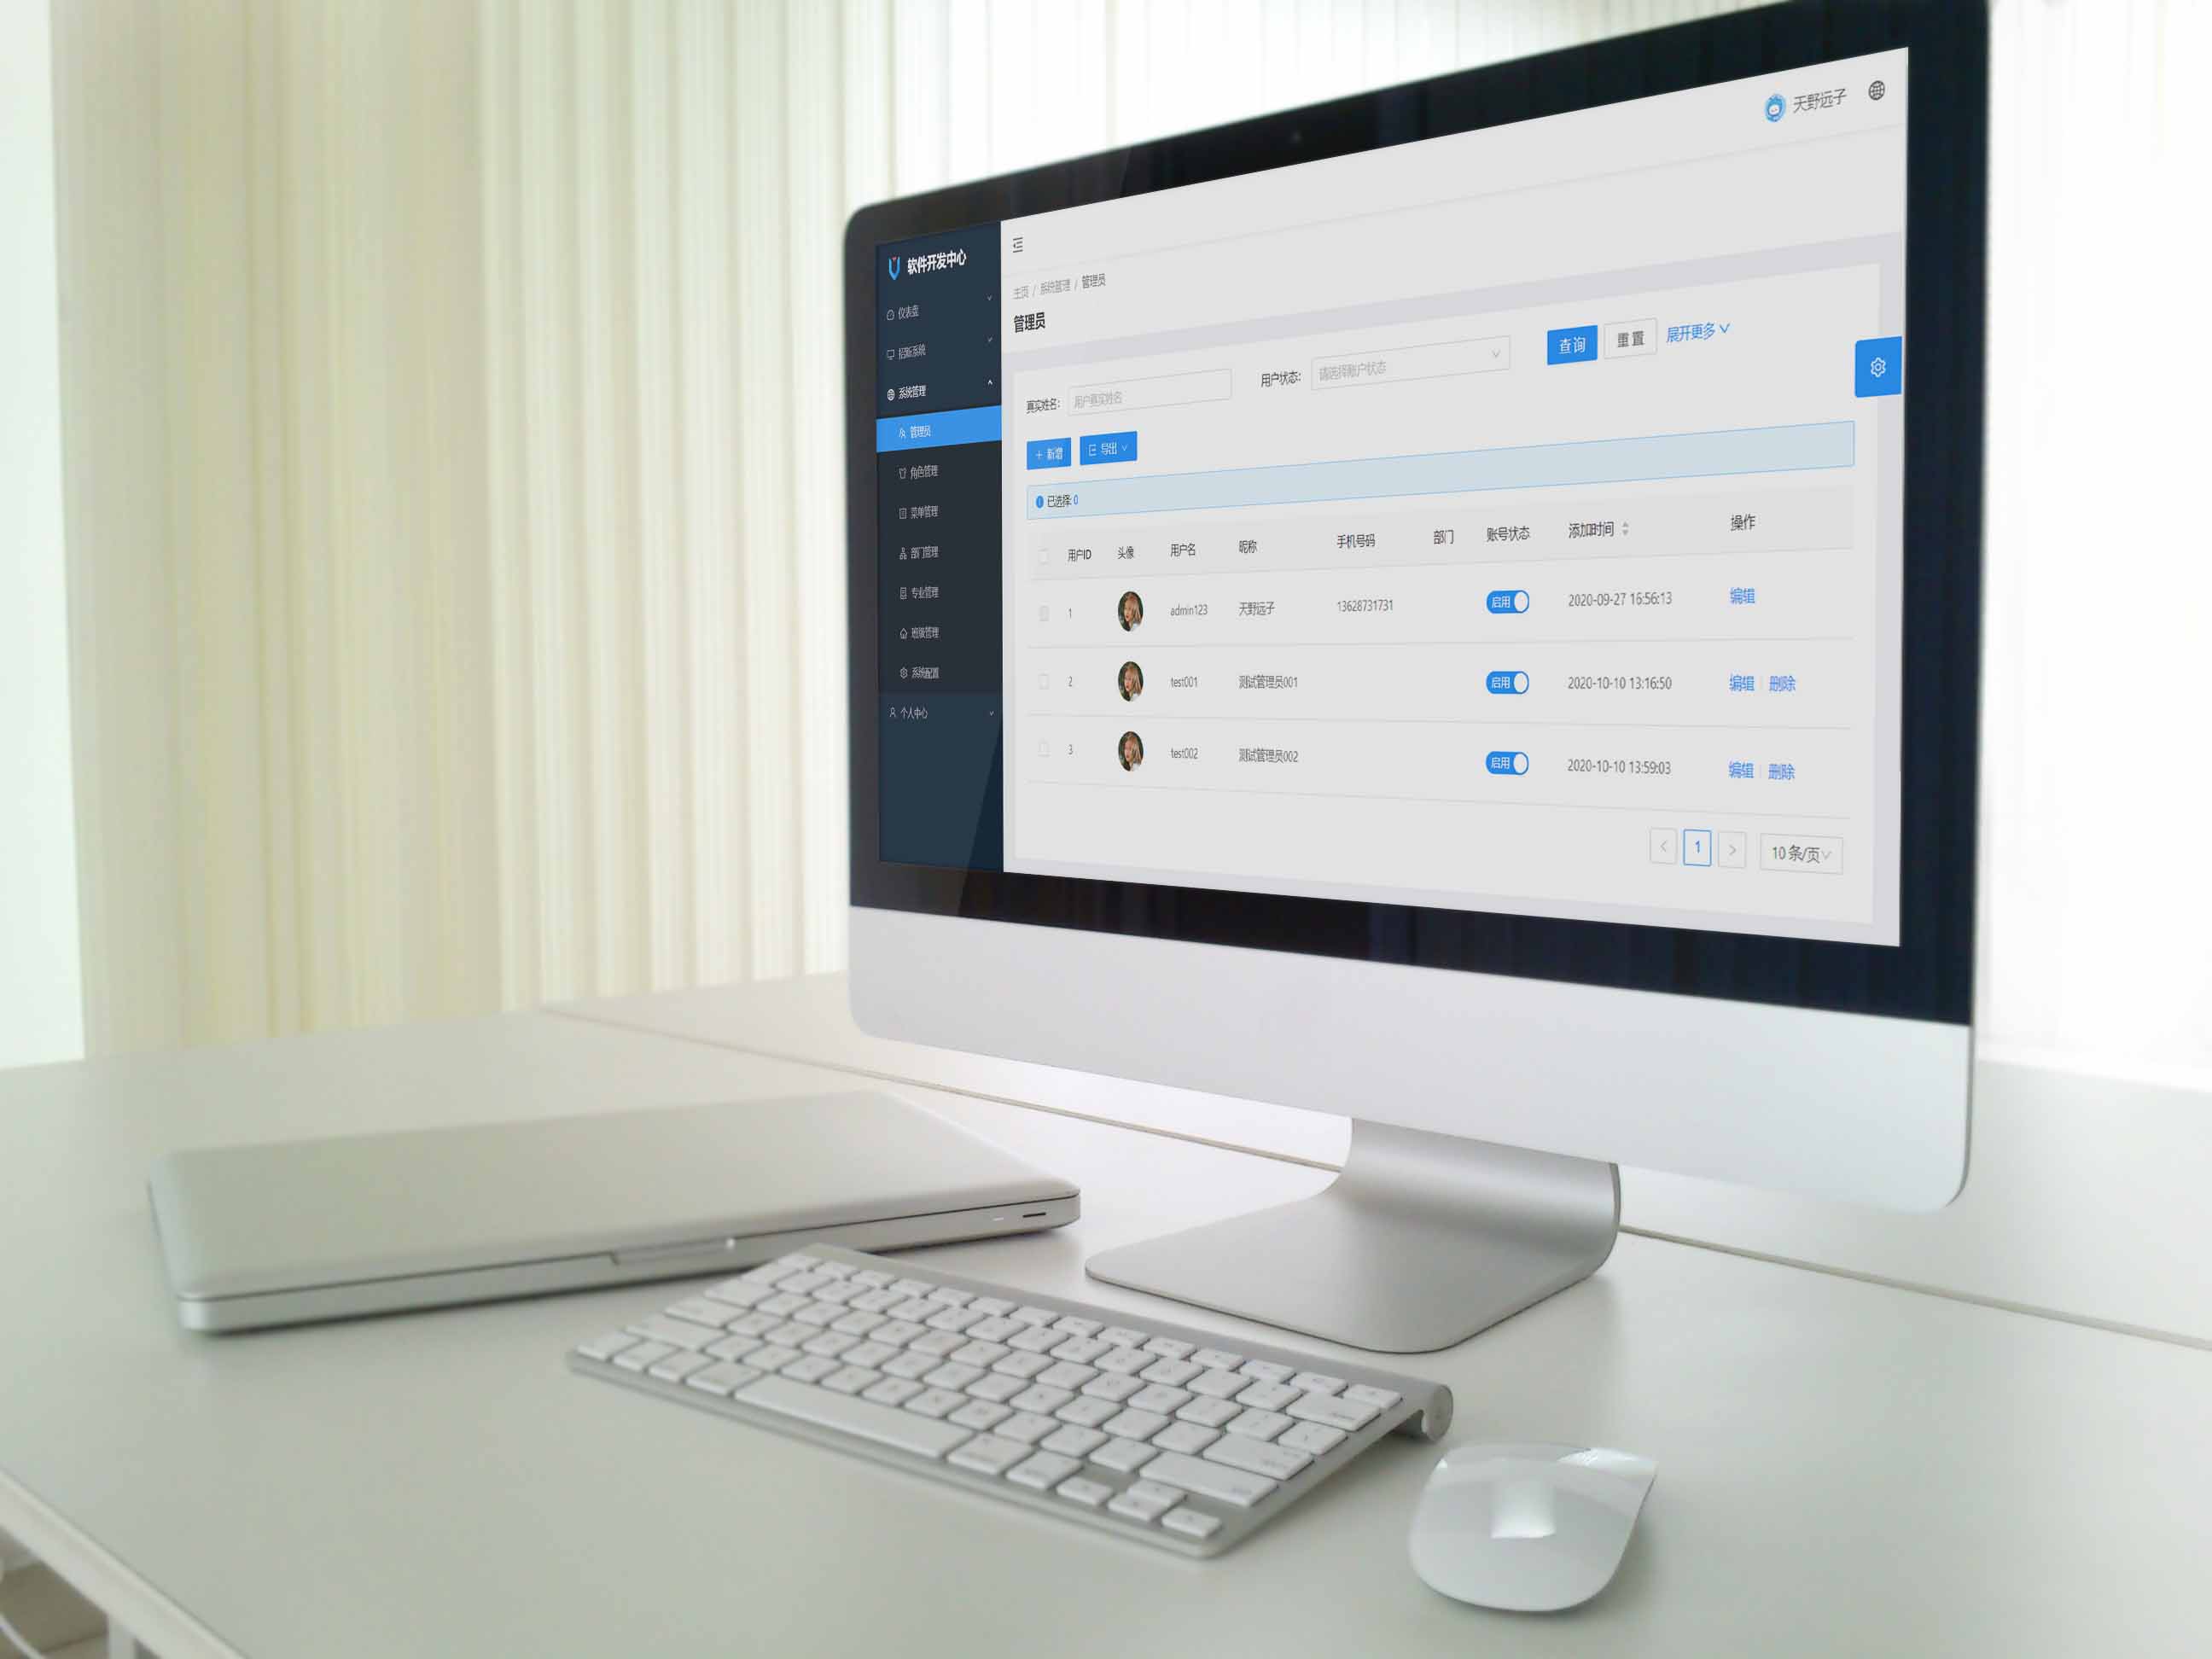 软件开发中心
天野远子
仪表盘
招新系统
系统管理
管理员
角色管理
菜单管理
部门管理
专业管理
班级管理
系统配置
个人中心
主页 / 系统管理 / 管理员
管理员
真实姓名: 用户真实姓名
用户状态: 请选择账户状态
查询 重置 展开更多
+ 新增 导出
已选择: 0
用户ID 头像 用户名 昵称 手机号码 部门 账号状态 添加时间 操作
1 admin123 天野远子 13628731731 启用 2020-09-27 16:56:13 编辑
2 test001 测试管理员001 启用 2020-10-10 13:16:50 编辑 删除
3 test002 测试管理员002 启用 2020-10-10 13:59:03 编辑 删除
< 1 > 10 条/页